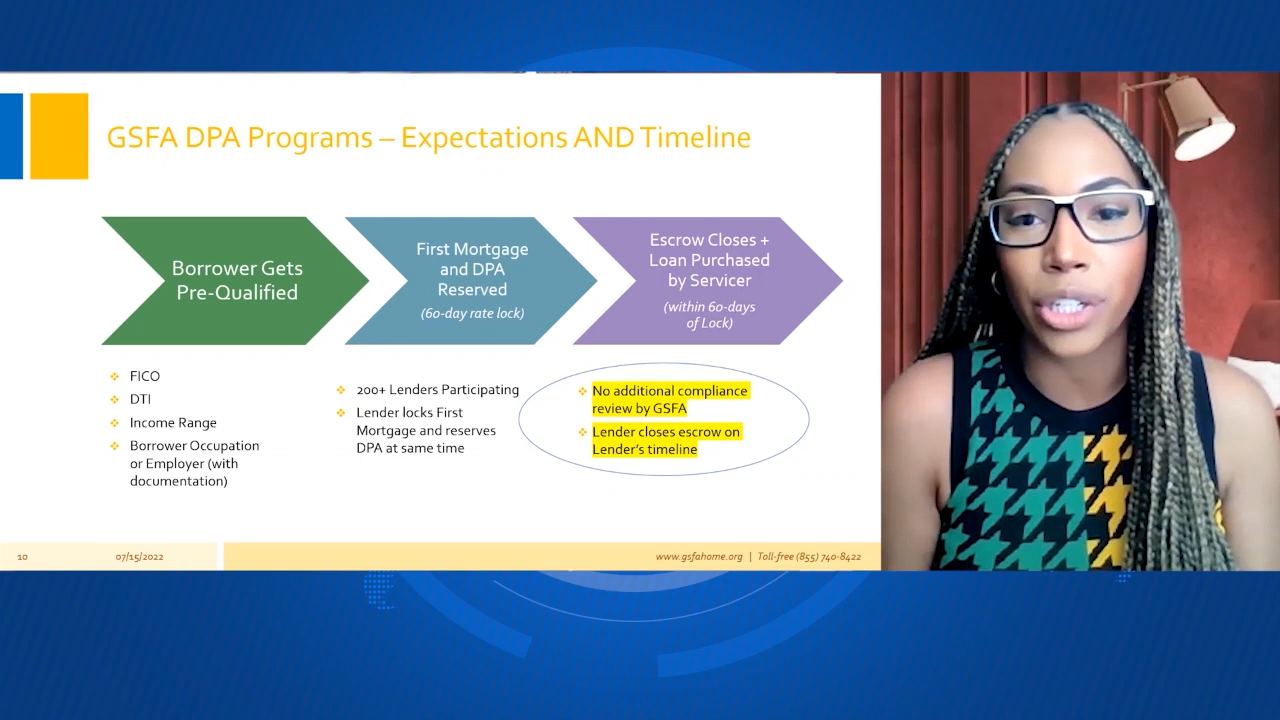 GSFA DPA Programs – Expectations AND Timeline
Borrower Gets
Pre-Qualified
First Mortgage
and DPA
Reserved
(60-day rate lock)
Escrow Closes +
Loan Purchased
by Servicer
(within 60-days
of Lock)
FICO
DTI
Income Range
Borrower Occupation
or Employer (with
documentation)
200+ Lenders Participating
Lender locks First
Mortgage and reserves
DPA at same time
No additional compliance
review by GSFA
Lender closes escrow on
Lender's timeline
10
07/15/2022
www.gsfahome.org | Toll-free (855) 740-8422